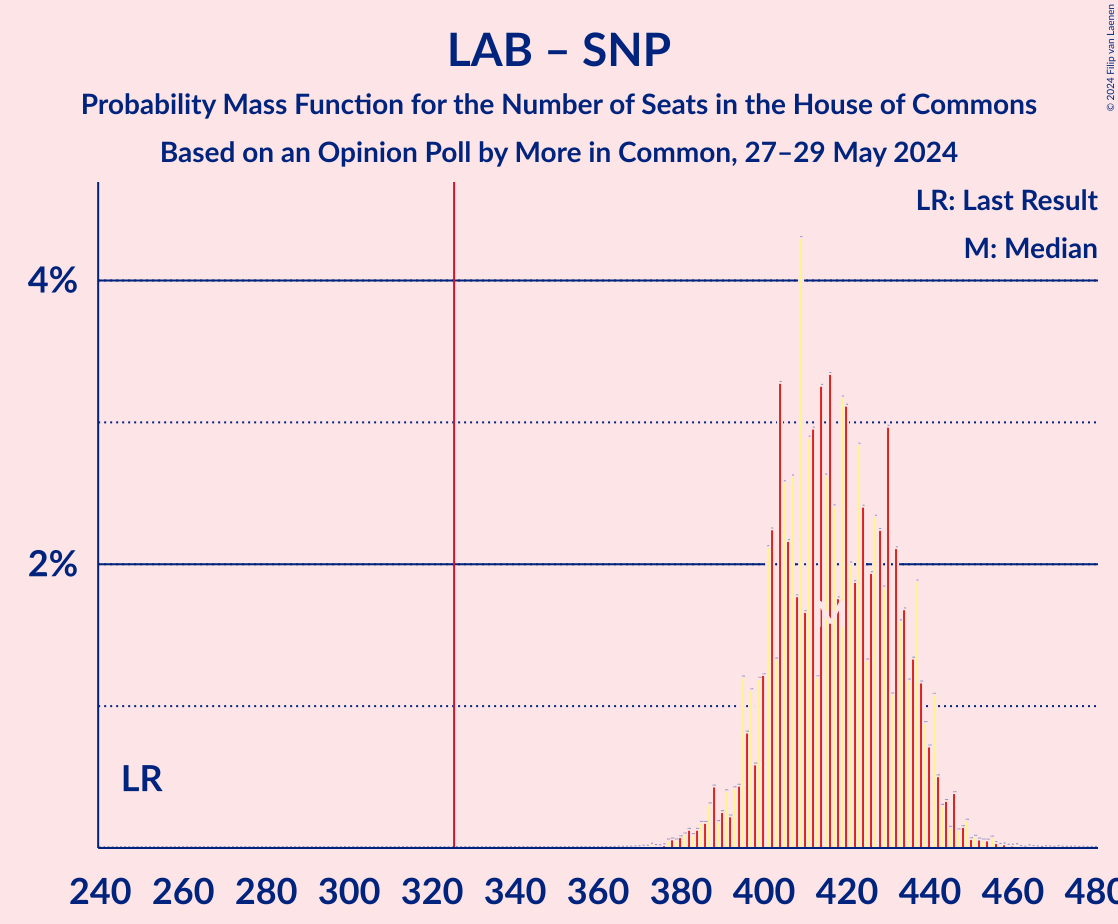 LAB – SNP
Probability Mass Function for the Number of Seats in the House of Commons
Based on an Opinion Poll by More in Common, 27–29 May 2024
© 2024 Filip van Laenen
LR: Last Result
M: Median
4%
2%
LR
M
240 260 280 300 320 340 360 380 400 420 440 460 480